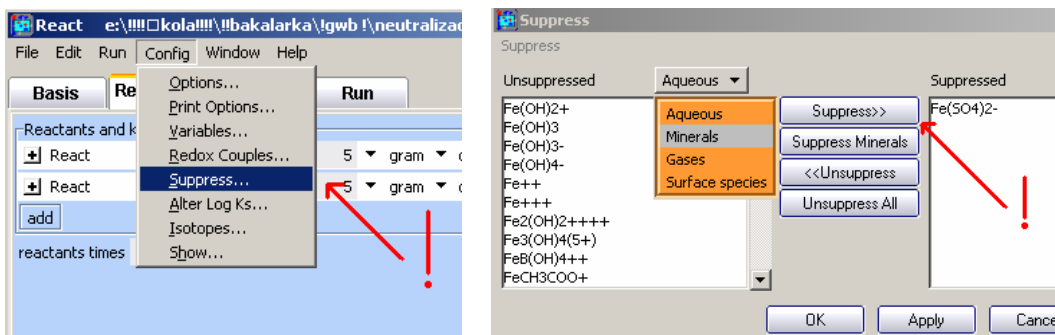 React e:\!!!!□kola!!!!\!!bakalarka\!gwb !\neutralizac
File Edit Run Config Window Help
Basis Re Run
Options...
Print Options...
Variables...
Redox Couples...
Suppress...
Alter Log Ks...
Isotopes...
Show...
Reactants and k
React 5 gram
React 5 gram
add
reactants times
!
Suppress
Suppress
Unsuppressed Aqueous Suppressed
Fe(OH)2+
Fe(OH)3
Fe(OH)3-
Fe(OH)4-
Fe++
Fe+++
Fe2(OH)2++++
Fe3(OH)4(5+)
FeB(OH)4++
FeCH3COO+
Aqueous
Minerals
Gases
Surface species
Suppress>>
Suppress Minerals
<<Unsuppress
Unsuppress All
Fe(SO4)2-
!
OK Apply Cance